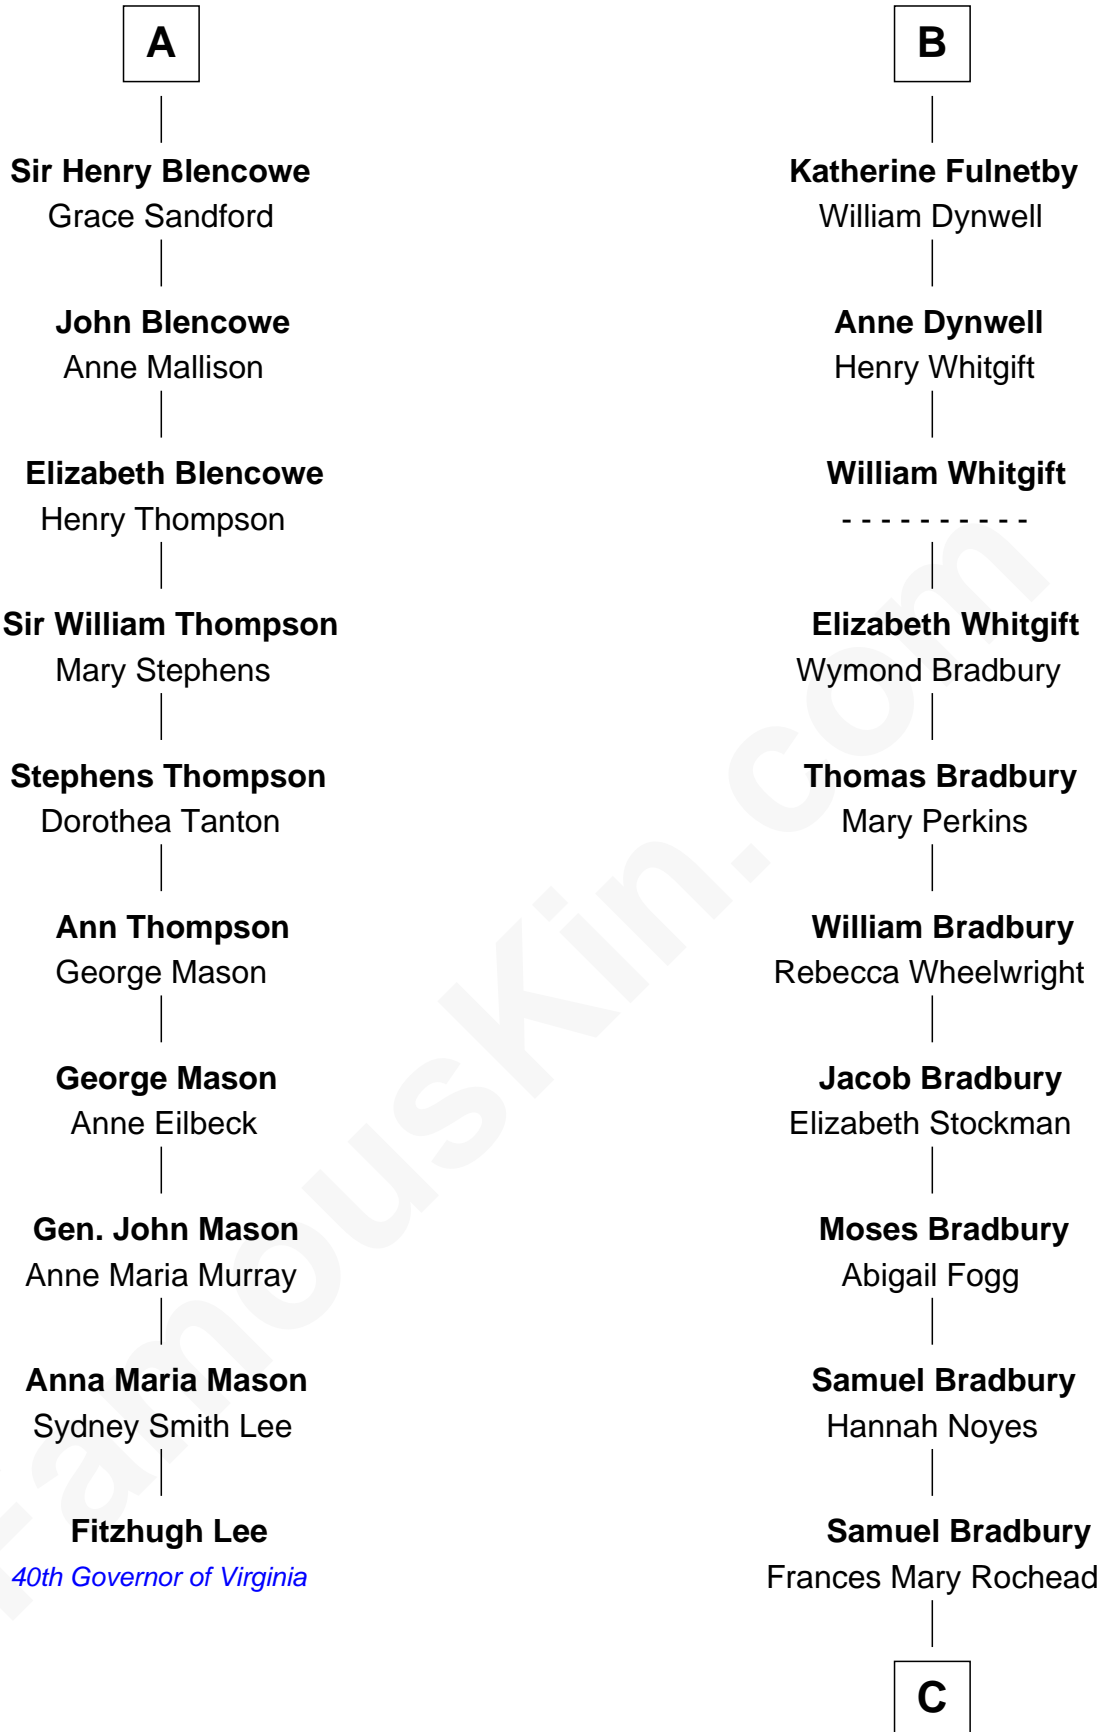 A
Sir Henry Blencowe
Grace Sandford
John Blencowe
Anne Mallison
Elizabeth Blencowe
Henry Thompson
Sir William Thompson
Mary Stephens
Stephens Thompson
Dorothea Tanton
Ann Thompson
George Mason
George Mason
Anne Eilbeck
Gen. John Mason
Anne Maria Murray
Anna Maria Mason
Sydney Smith Lee
Fitzhugh Lee
40th Governor of Virginia
B
Katherine Fulnetby
William Dynwell
Anne Dynwell
Henry Whitgift
William Whitgift
- - - - - - - - - -
Elizabeth Whitgift
Wymond Bradbury
Thomas Bradbury
Mary Perkins
William Bradbury
Rebecca Wheelwright
Jacob Bradbury
Elizabeth Stockman
Moses Bradbury
Abigail Fogg
Samuel Bradbury
Hannah Noyes
Samuel Bradbury
Frances Mary Rochead
C
FamousKin.com